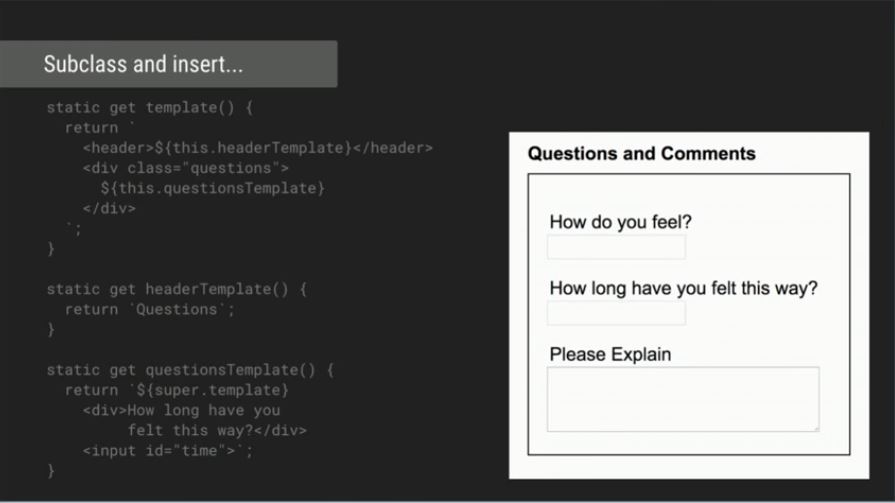 Subclass and insert...
static get template() {
return `
<header>${this.headerTemplate}</header>
<div class="questions">
${this.questionsTemplate}
</div>
`;
}
static get headerTemplate() {
return `Questions`;
}
static get questionsTemplate() {
return `${super.template}
<div>How long have you
felt this way?</div>
<input id="time">`;
}
Questions and Comments
How do you feel?
How long have you felt this way?
Please Explain